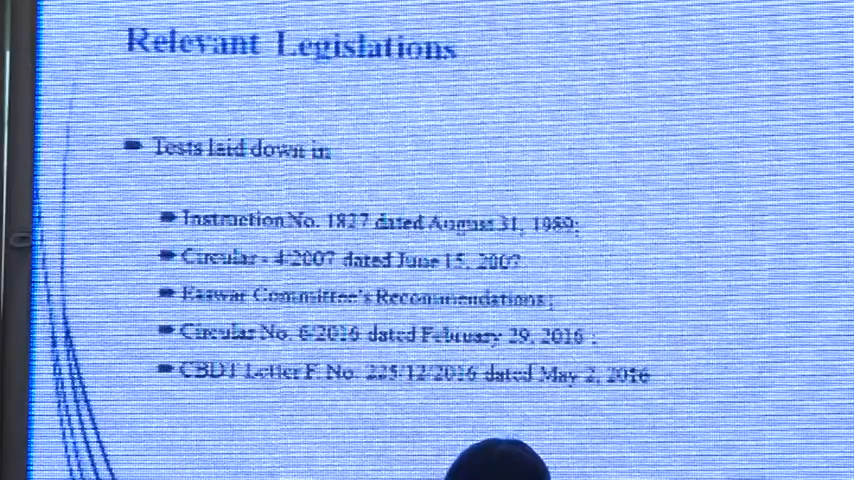 Relevant Legislations
Tests laid down in
Instruction No. 1827 dated August 31, 1989;
Circular - 4/2007 dated June 15, 2007
Easwar Committee's Recommendations ;
Circular No. 6/2016 dated February 29, 2016 ;
CBDT Letter F. No. 225/12/2016 dated May 2, 2016